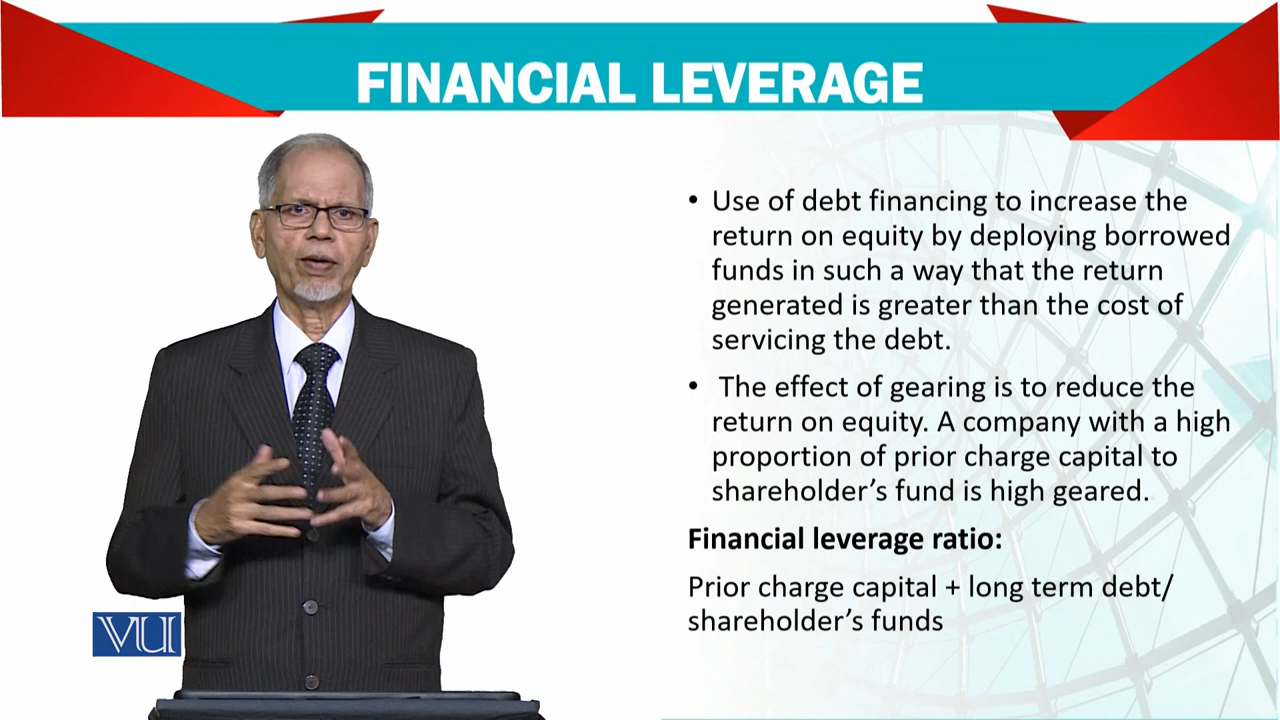 FINANCIAL LEVERAGE
• Use of debt financing to increase the
return on equity by deploying borrowed
funds in such a way that the return
generated is greater than the cost of
servicing the debt.
• The effect of gearing is to reduce the
return on equity. A company with a high
proportion of prior charge capital to
shareholder’s fund is high geared.
Financial leverage ratio:
Prior charge capital + long term debt/
shareholder’s funds
VU